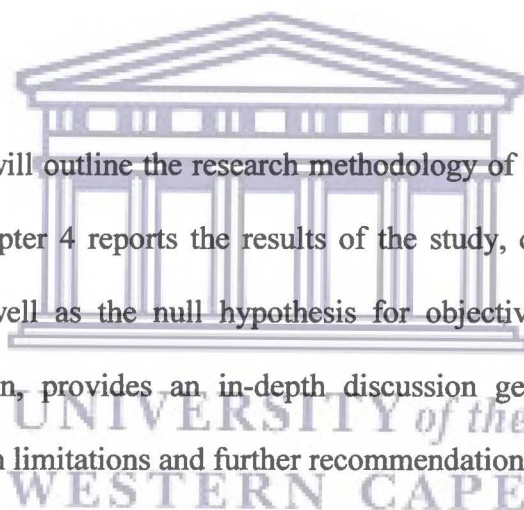 will outline the research methodology of
pter 4 reports the results of the study,
well as the null hypothesis for objectiv
n, provides an in-depth discussion ge
UNIVERSITY of the
n limitations and further recommendation
WESTERN CAPE